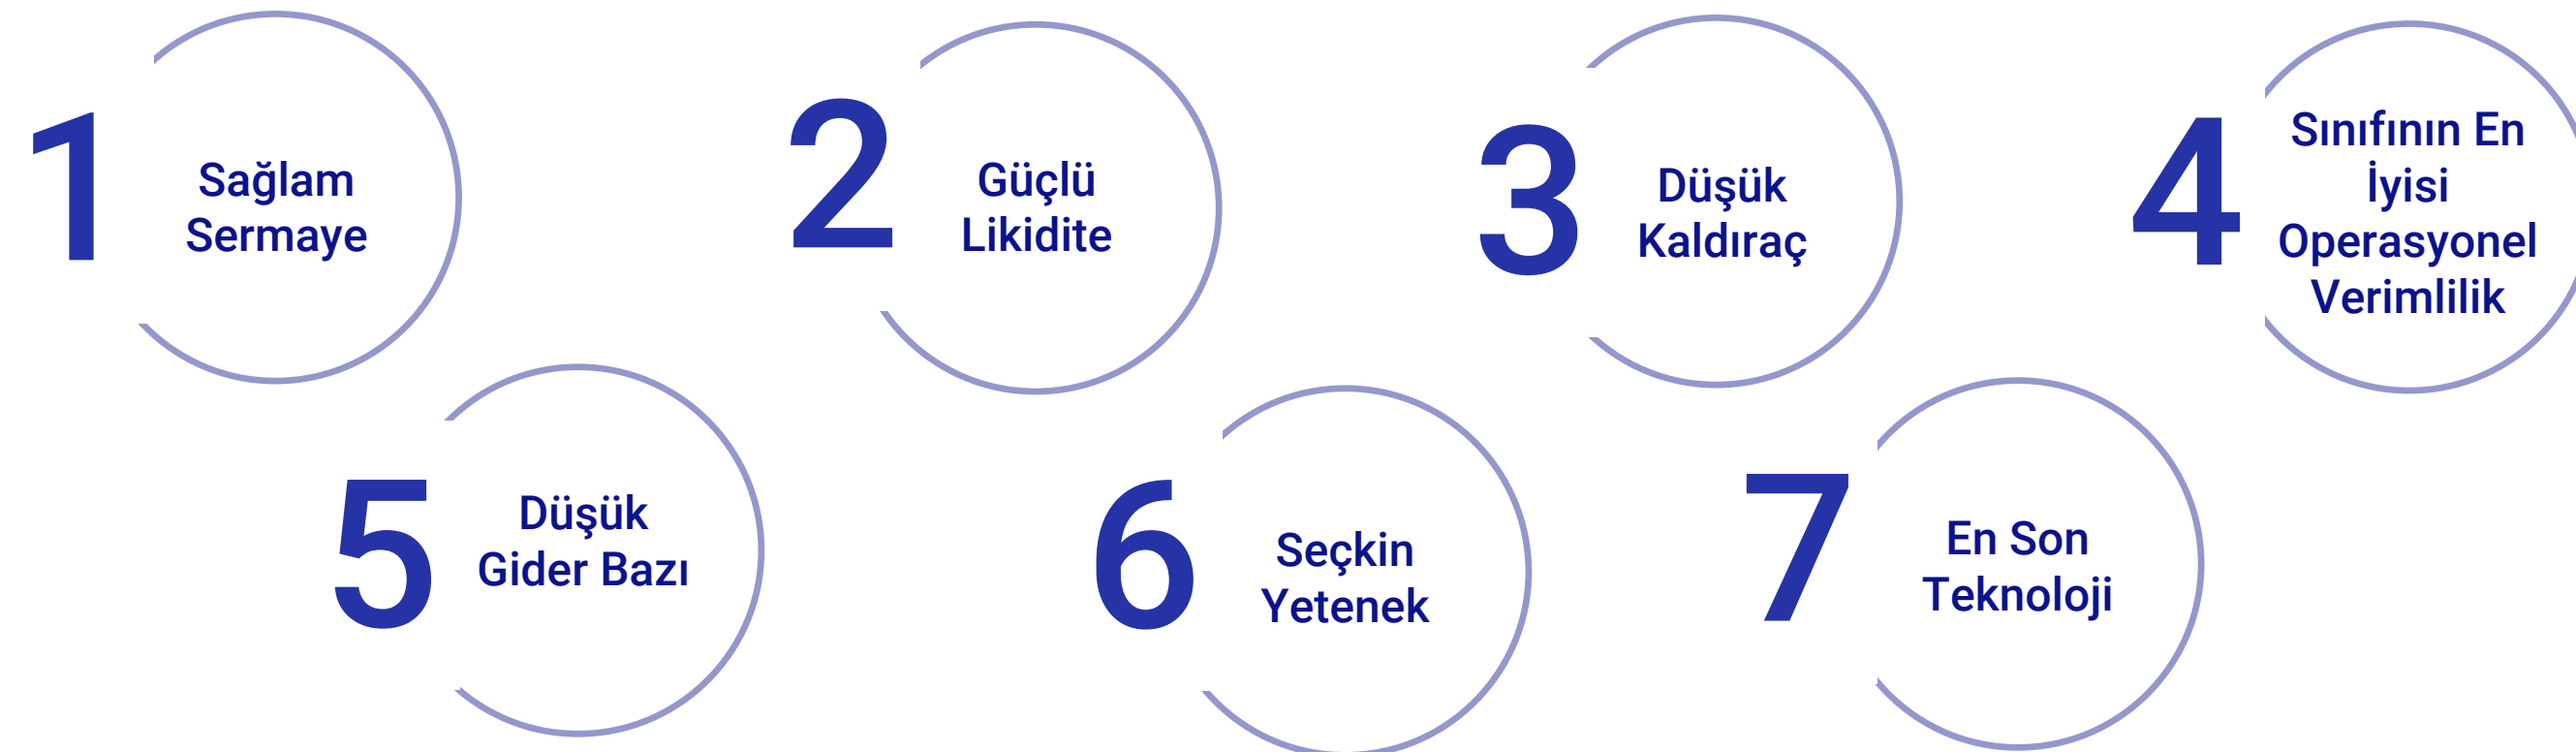 1
Sağlam
Sermaye
2
Güçlü
Likidite
3
Düşük
Kaldıraç
4
Sınıfının En
İyisi
Operasyonel
Verimlilik
5
Düşük
Gider Bazı
6
Seçkin
Yetenek
7
En Son
Teknoloji